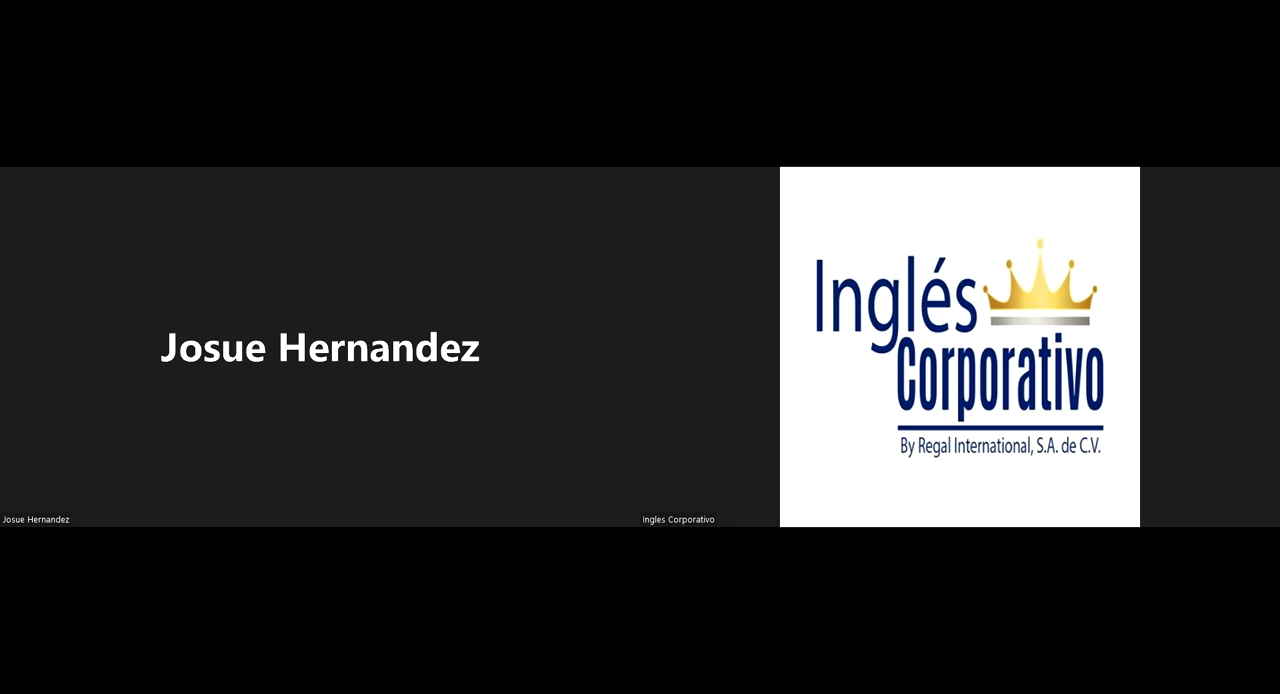 Josue Hernandez
Josue Hernandez
Inglés
Corporativo
By Regal International, S.A. de C.V.
Ingles Corporativo